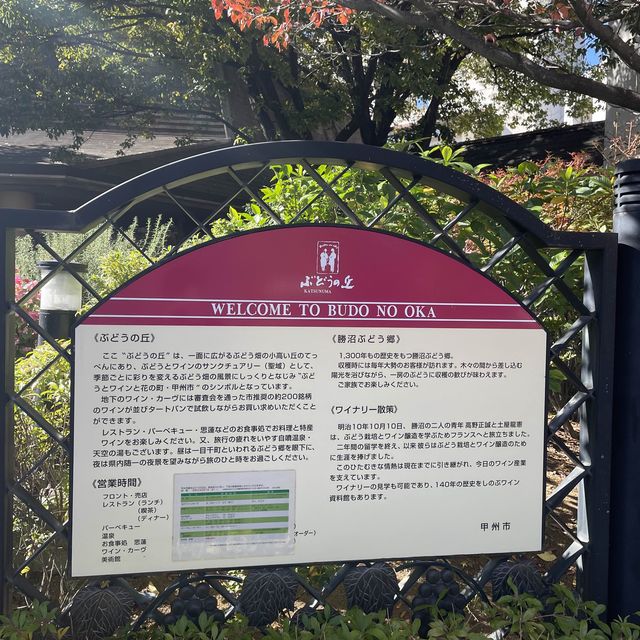 ぶどうの丘
KATSUNUMA
WELCOME TO BUDO NO OKA
《ぶどうの丘》
ここ“ぶどうの丘”は、一面に広がるぶどう畑の小高い丘のてっ
ぺんにあり、ぶどうとワインのサンクチュアリー（聖域）として、
季節ごとに彩りを変えるぶどう畑の風景にしっくりとなじみ“ぶど
うとワインと花の町・甲州市”のシンボルとなっています。
地下のワイン・カーヴには審査会を通った市推奨の約200銘柄
のワインが並びタートバンで試飲しながらお買い求めいただくこと
ができます。
レストラン・バーベキュー・思蓮などのお食事処でお料理と特産
ワインをお楽しみください。又、旅行の疲れをいやす自噴温泉・
天空の湯もございます。昼は一目千町といわれるぶどう郷を眼下に、
夜は県内随一の夜景を望みながら旅のひと時をお過ごしください。
《営業時間》
フロント・売店
レストラン（ランチ）
（喫茶）
（ディナー）
バーベキュー
温泉
お食事処 思蓮
ワイン・カーヴ
美術館
オーダー）
《勝沼ぶどう郷》
1,300年もの歴史をもつ勝沼ぶどう郷。
収穫時には毎年大勢のお客様が訪れます。木々の間から差し込む
陽光を浴びながら、一房のぶどうに収穫の歓びが味わえます。
ご家族でお楽しみください。
《ワイナリー散策》
明治10年10月10日、勝沼の二人の青年 高野正誠と土屋龍憲
は、ぶどう栽培とワイン醸造を学ぶためフランスへと旅立ちました。
二年間の留学を終え、以来 彼らはぶどう栽培とワイン醸造のため
に生涯を捧げました。
このひたむきな情熱は現在までに引き継がれ、今日のワイン産業
を支えています。
ワイナリーの見学も可能であり、140年の歴史をしのぶワイン
資料館もあります。
甲州市